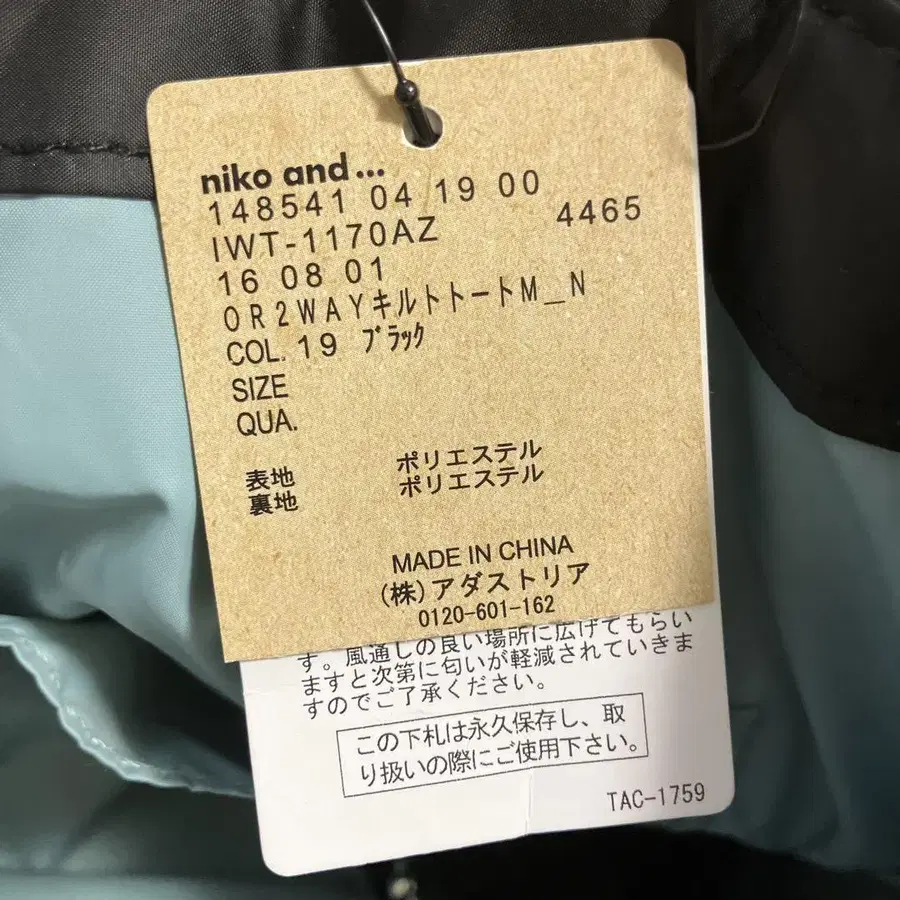 niko and...
148541 04 19 00
IWT-1170AZ 4465
16 08 01
OR2WAYキルトトートM_N
COL. 19 ブラック
SIZE
QUA.
表地 ポリエステル
裏地 ポリエステル
MADE IN CHINA
(株)アダストリア
0120-601-162
す。風通しの良い場所に広げてもらい
ますと次第に匂いが軽減されていきま
すのでご了承ください。
この下札は永久保存し、取
り扱いの際にご使用下さい。
TAC-1759